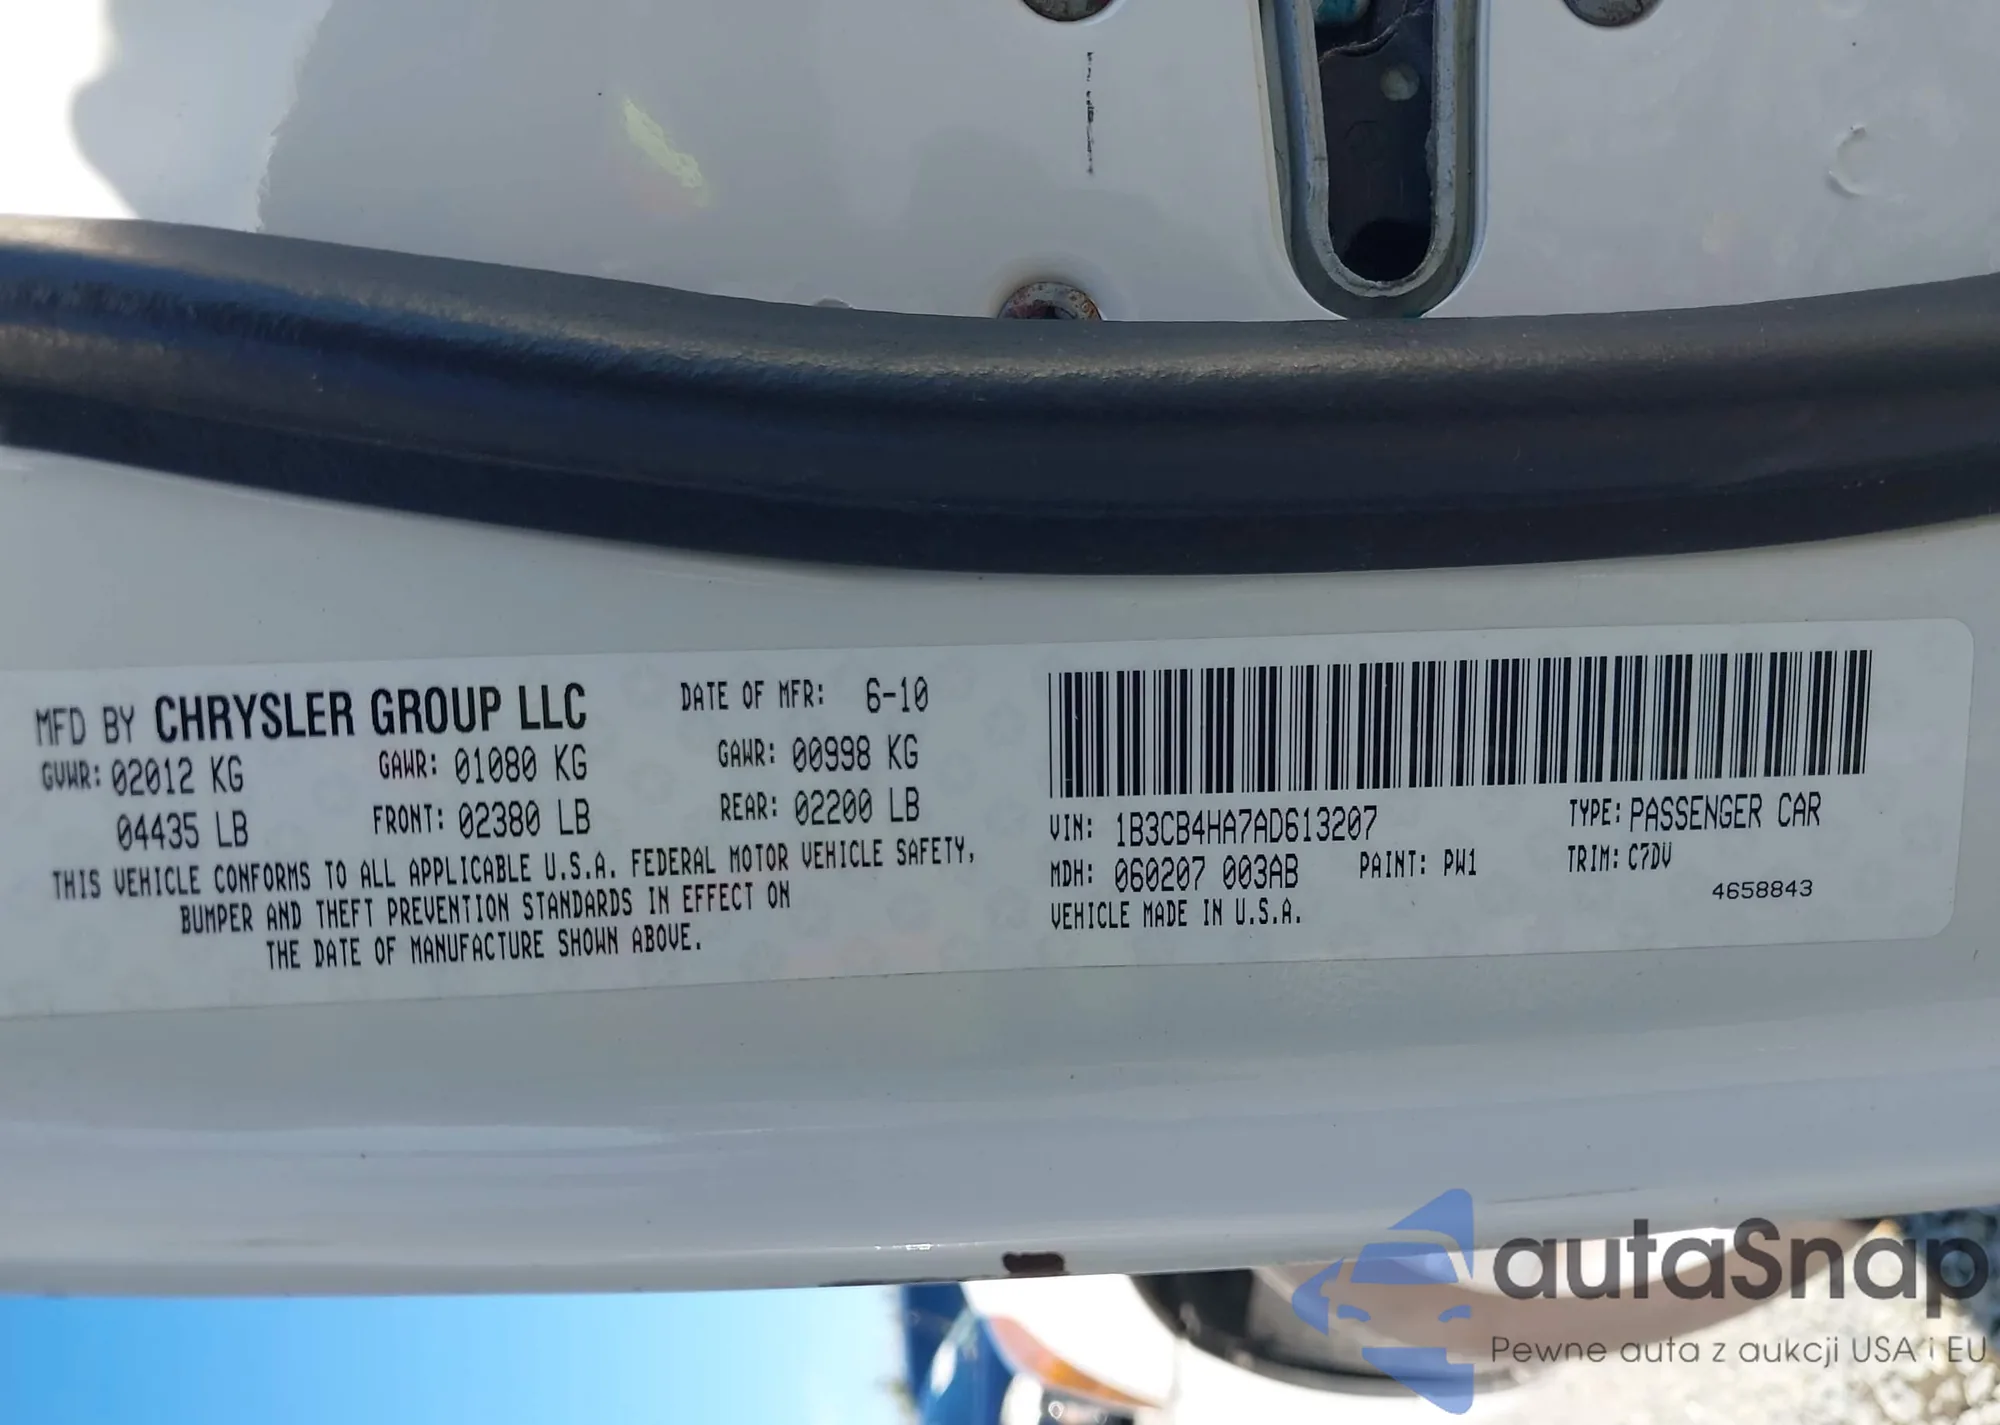 MFD BY CHRYSLER GROUP LLC DATE OF MFR: 6-10
GVWR: 02012 KG GAWR: 01080 KG GAWR: 00998 KG
04435 LB FRONT: 02380 LB REAR: 02200 LB
THIS VEHICLE CONFORMS TO ALL APPLICABLE U.S.A. FEDERAL MOTOR VEHICLE SAFETY,
BUMPER AND THEFT PREVENTION STANDARDS IN EFFECT ON
THE DATE OF MANUFACTURE SHOWN ABOVE.
VIN: 1B3CB4HA7AD613207 TYPE: PASSENGER CAR
MDH: 060207 003AB PAINT: PW1 TRIM: C7DV
VEHICLE MADE IN U.S.A. 4658843
autaSnap
Pewne auta z aukcji USA i EU